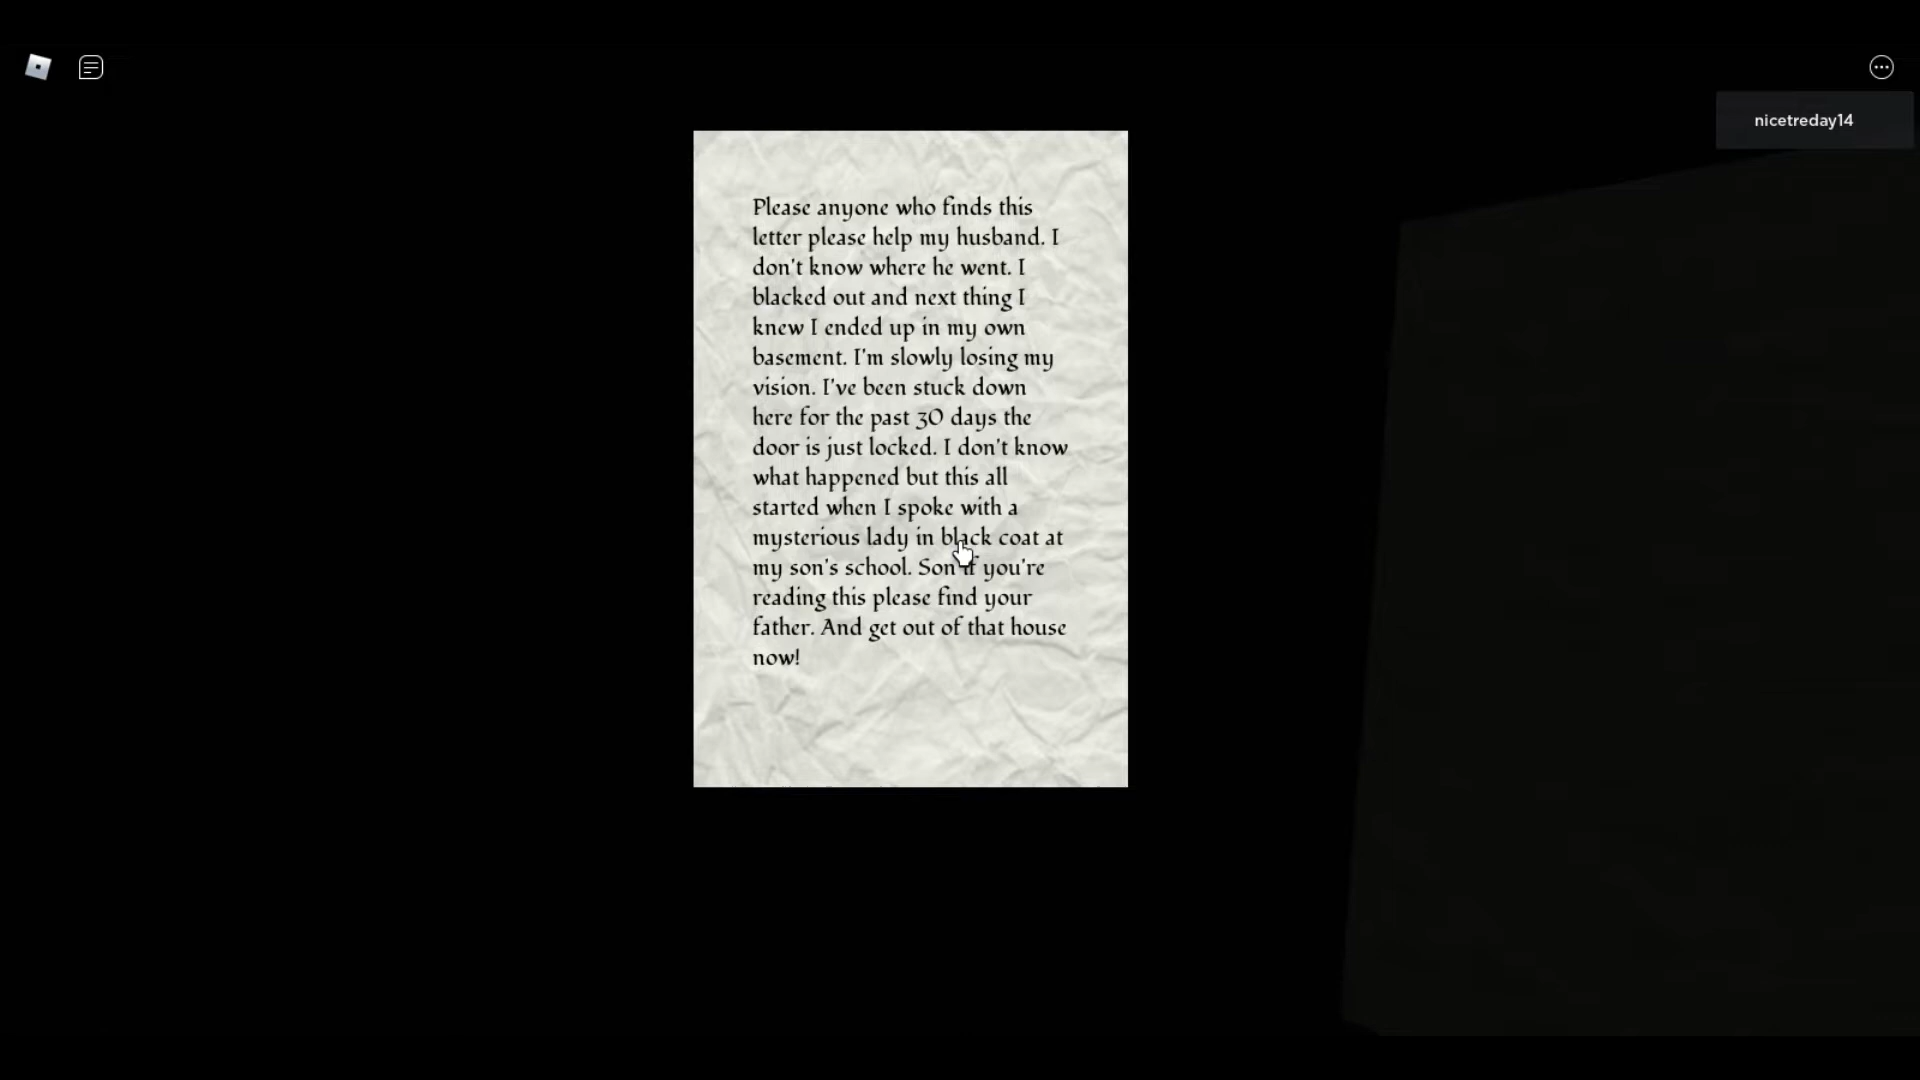 nicetreday14
Please anyone who finds this
letter please help my husband. I
don't know where he went. I
blacked out and next thing I
knew I ended up in my own
basement. I'm slowly losing my
vision. I've been stuck down
here for the past 30 days the
door is just locked. I don't know
what happened but this all
started when I spoke with a
mysterious lady in black coat at
my son's school. Son if you're
reading this please find your
father. And get out of that house
now!